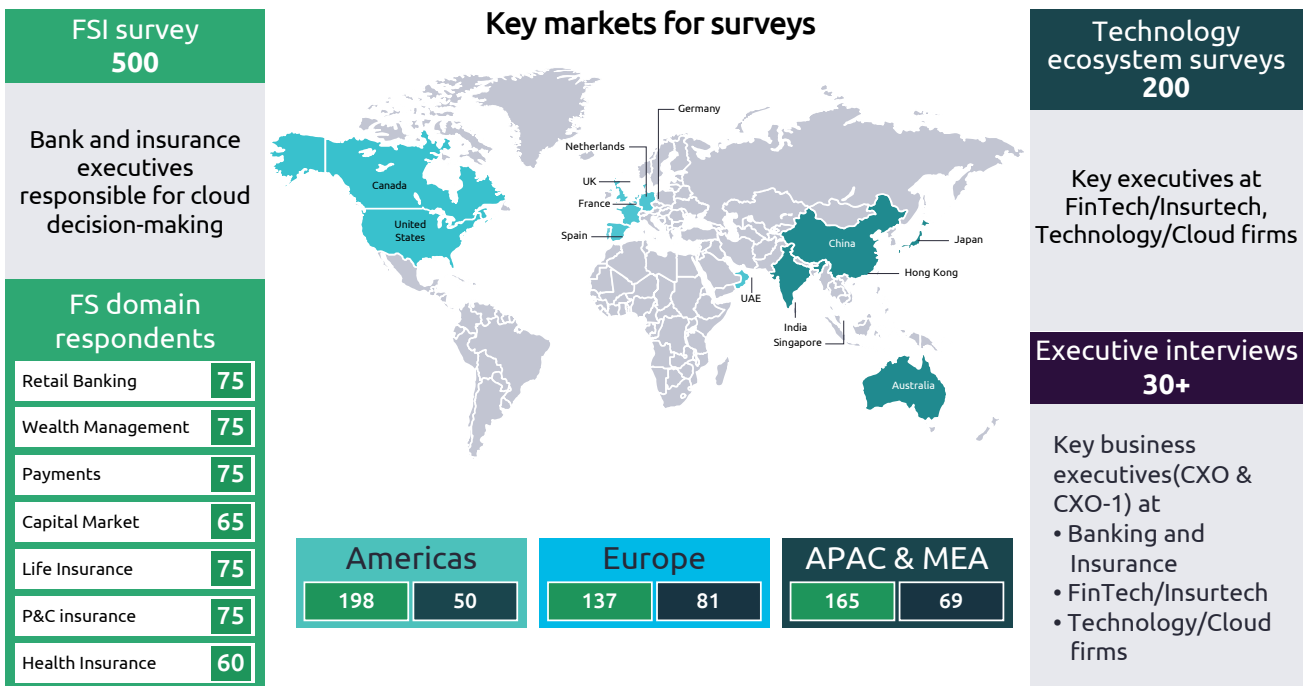 FSI survey
500
Bank and insurance
executives
responsible for cloud
decision-making
FS domain
respondents
Retail Banking 75
Wealth Management 75
Payments 75
Capital Market 65
Life Insurance 75
P&C insurance 75
Health Insurance 60
Key markets for surveys
Germany
Netherlands
UK
France
Spain
Canada
United
States
China
Japan
Hong Kong
UAE
India
Singapore
Australia
Americas
198 50
Europe
137 81
APAC & MEA
165 69
Technology
ecosystem surveys
200
Key executives at
FinTech/Insurtech,
Technology/Cloud firms
Executive interviews
30+
Key business
executives(CXO &
CXO-1) at
• Banking and
Insurance
• FinTech/Insurtech
• Technology/Cloud
firms